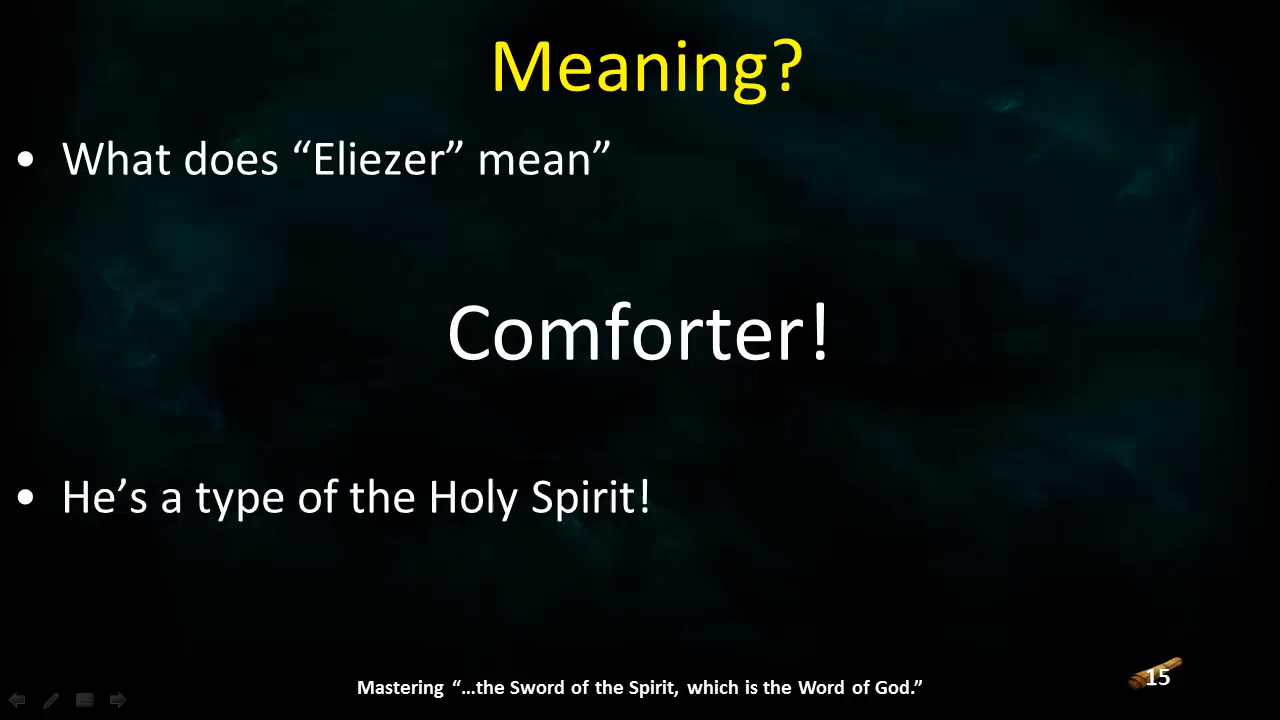 Meaning?
• What does “Eliezer” mean”
Comforter!
• He’s a type of the Holy Spirit!
Mastering “…the Sword of the Spirit, which is the Word of God.”
15